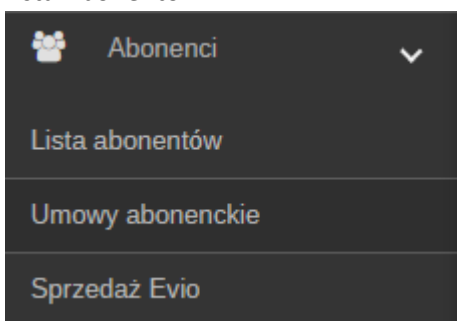 Abonenci
Lista abonentów
Umowy abonenckie
Sprzedaż Evio